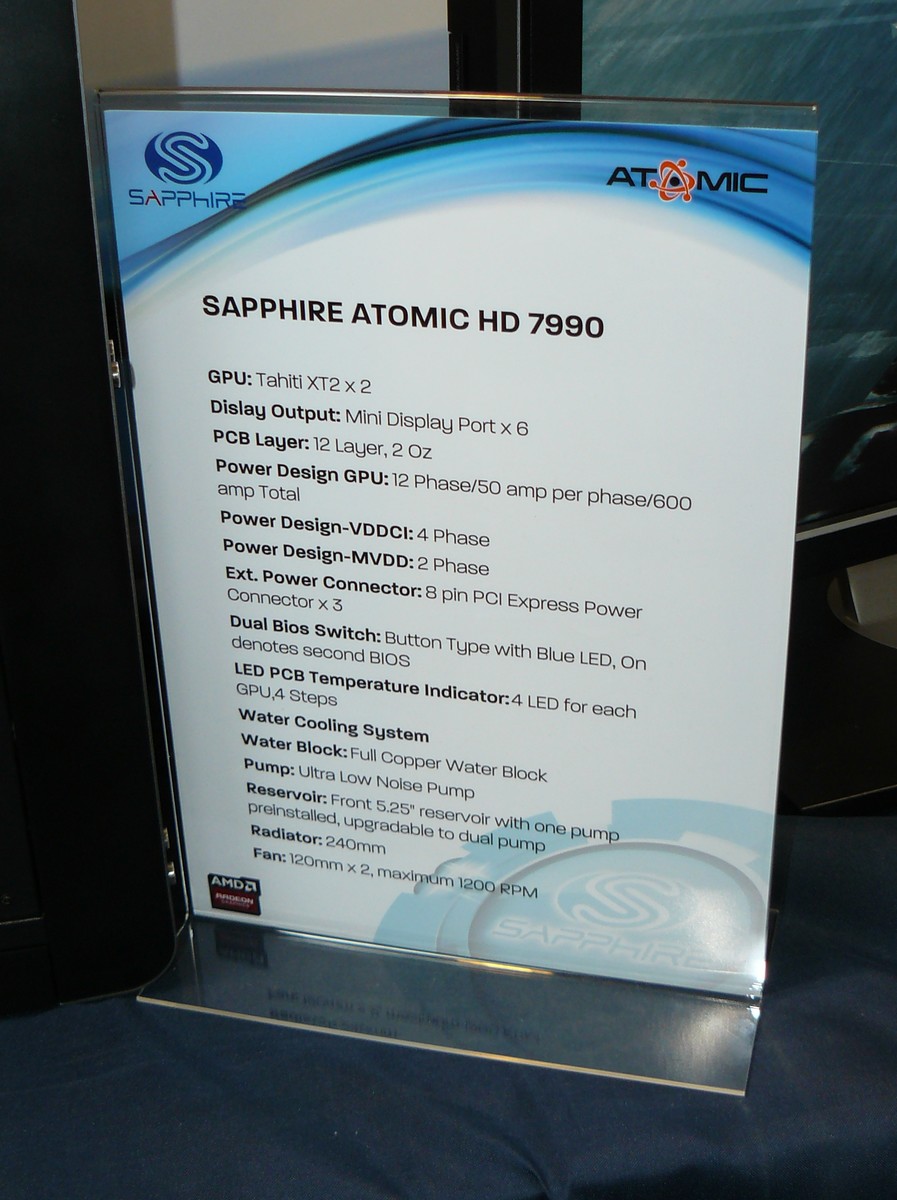 SAPPHIRE
ATOMIC
SAPPHIRE ATOMIC HD 7990
GPU: Tahiti XT2 x 2
Dislay Output: Mini Display Port x 6
PCB Layer: 12 Layer, 2 Oz
Power Design GPU: 12 Phase/50 amp per phase/600
amp Total
Power Design-VDDCI: 4 Phase
Power Design-MVDD: 2 Phase
Ext. Power Connector: 8 pin PCI Express Power
Connector x 3
Dual Bios Switch: Button Type with Blue LED, On
denotes second BIOS
LED PCB Temperature Indicator: 4 LED for each
GPU,4 Steps
Water Cooling System
Water Block: Full Copper Water Block
Pump: Ultra Low Noise Pump
Reservoir: Front 5.25" reservoir with one pump
preinstalled, upgradable to dual pump
Radiator: 240mm
Fan: 120mm x 2, maximum 1200 RPM
AMD
RADEON
GRAPHICS
SAPPHIRE